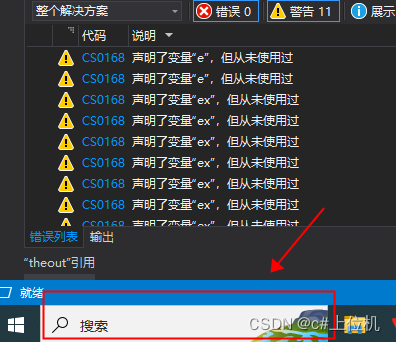 整个解决方案 错误 0 警告 11 展示
代码 说明
CS0168 声明了变量“e”，但从未使用过
CS0168 声明了变量“e”，但从未使用过
CS0168 声明了变量“ex”，但从未使用过
CS0168 声明了变量“ex”，但从未使用过
CS0168 声明了变量“ex”，但从未使用过
CS0168 声明了变量“ex”，但从未使用过
CS0168 声明了变量“ex”，但从未使用过
CS0168 声明了变量“ex”，但从未使用过
CS0168 声明了变量“ex”，但从未使用过
错误列表 输出
“theout”引用
就绪
搜索
CSDN @c#上位机